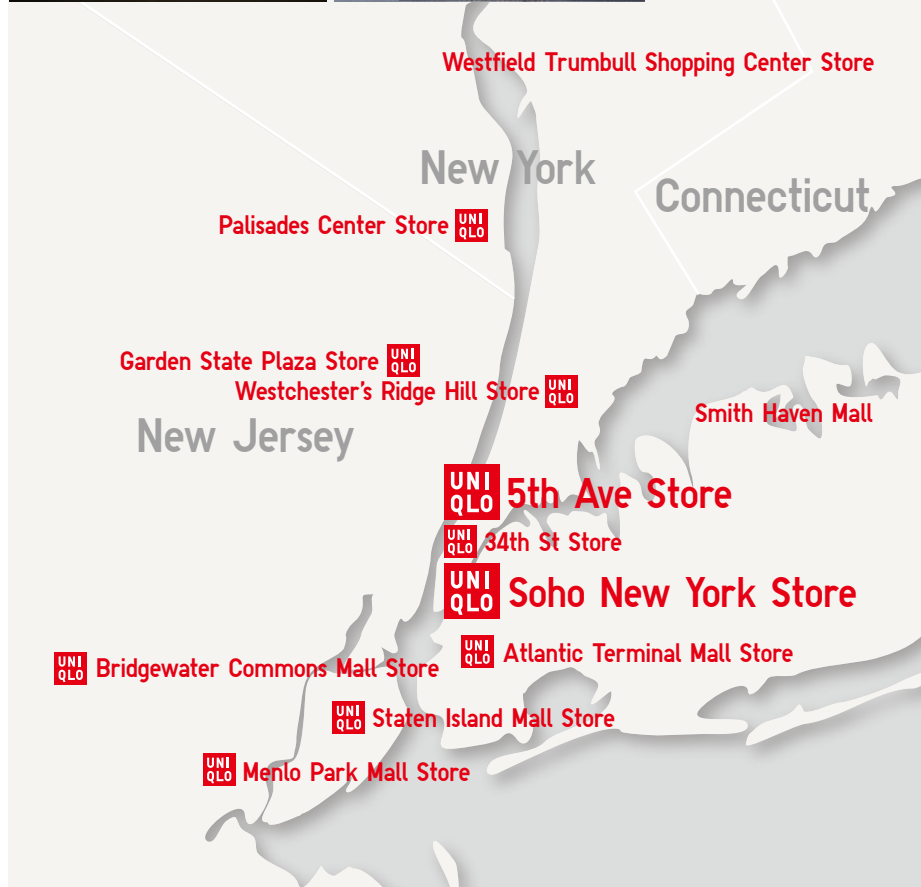 Westfield Trumbull Shopping Center Store
New York
Connecticut
Palisades Center Store UNI
QLO
Garden State Plaza Store UNI
QLO
Westchester's Ridge Hill Store UNI
QLO
Smith Haven Mall
New Jersey
UNI
QLO 5th Ave Store
UNI
QLO 34th St Store
UNI
QLO Soho New York Store
UNI
QLO Atlantic Terminal Mall Store
UNI
QLO Bridgewater Commons Mall Store
UNI
QLO Staten Island Mall Store
UNI
QLO Menlo Park Mall Store